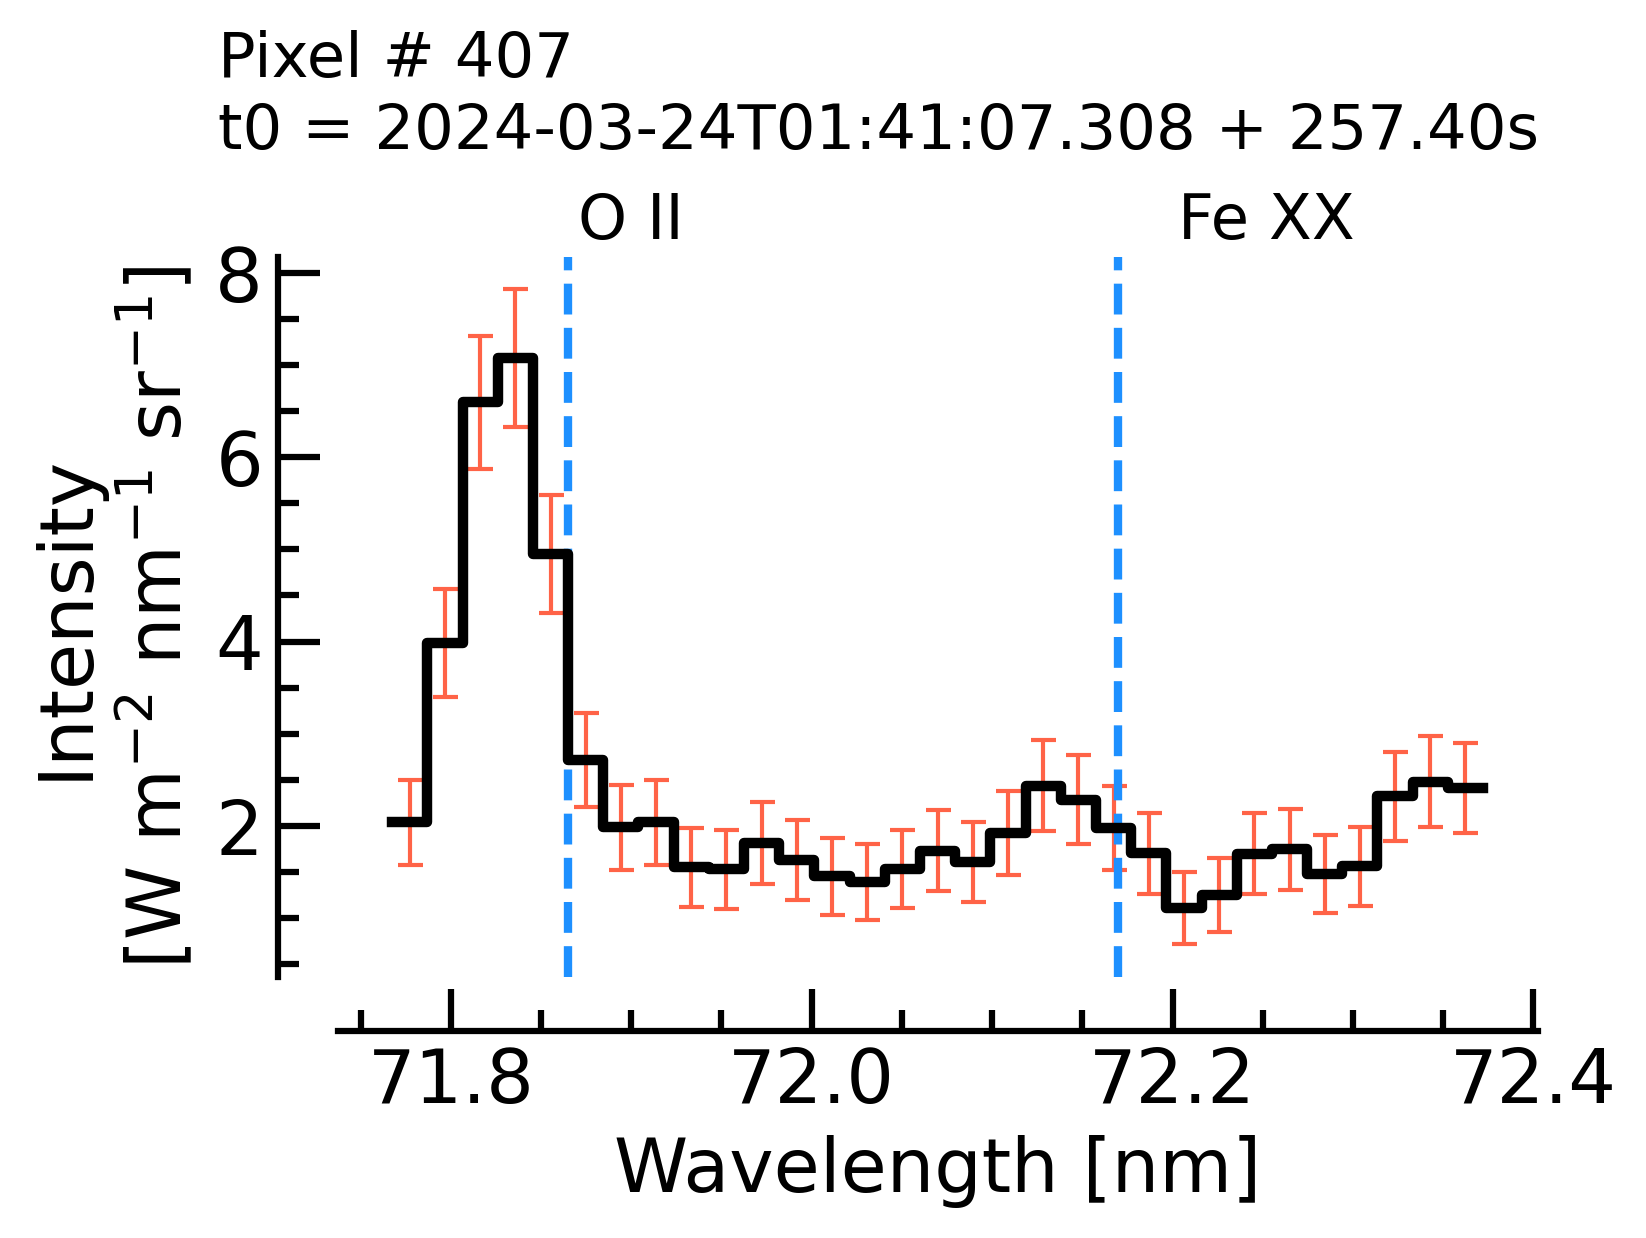 Pixel # 407
t0 = 2024-03-24T01:41:07.308 + 257.40s
O II
Fe XX
Intensity
[W m⁻² nm⁻¹ sr⁻¹]
8
6
4
2
71.8
72.0
72.2
72.4
Wavelength [nm]